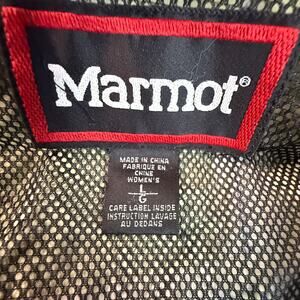 Marmot®
MADE IN CHINA
FABRIQUE EN
CHINE
WOMEN'S
L/G
CARE LABEL INSIDE
INSTRUCTION LAVAGE
AU DEDANS